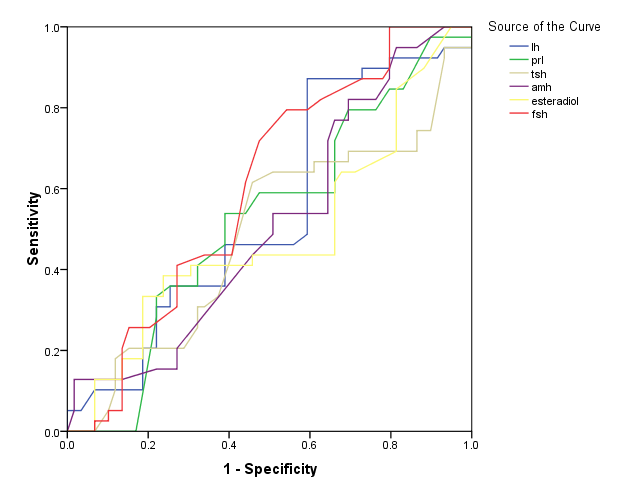 Source of the Curve
lh
prl
tsh
amh
esteradiol
fsh
1.0
0.8
0.6
0.4
0.2
0.0
Sensitivity
0.0 0.2 0.4 0.6 0.8 1.0
1 - Specificity